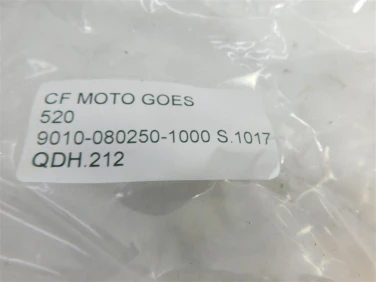 CF MOTO GOES
520
9010-080250-1000 S.1017
QDH.212